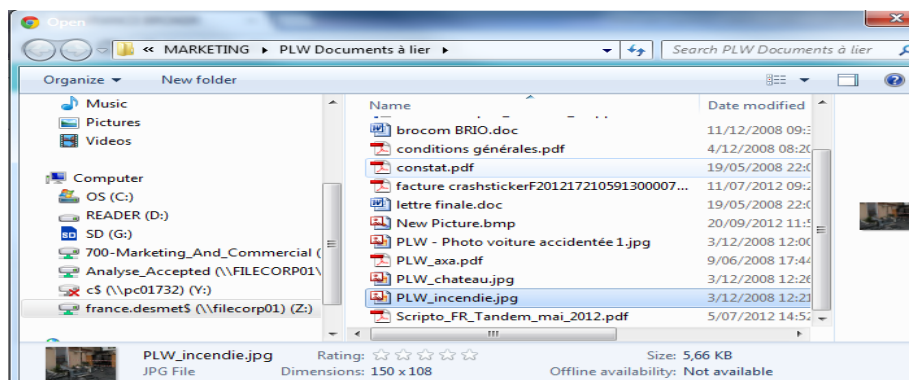 Open
« MARKETING ▸ PLW Documents à lier ▸ Search PLW Documents à lier
Organize New folder
Music
Pictures
Videos
Computer
OS (C:)
READER (D:)
SD (G:)
700-Marketing_And_Commercial (
Analyse_Accepted (\\FILECORP01\
c$ (\\pc01732) (Y:)
france.desmet$ (\\filecorp01) (Z:)
Name Date modified
brocom BRIO.doc 11/12/2008 09:
conditions générales.pdf 4/12/2008 08:2
constat.pdf 19/05/2008 22:
facture crashstickerF201217210591300007... 11/07/2012 09:
lettre finale.doc 19/05/2008 22:
New Picture.bmp 20/09/2012 11:
PLW - Photo voiture accidentée 1.jpg 3/12/2008 12:0
PLW_axa.pdf 9/06/2008 17:44
PLW_chateau.jpg 3/12/2008 12:26
PLW_incendie.jpg 3/12/2008 12:21
Scripto_FR_Tandem_mai_2012.pdf 5/07/2012 14:52
PLW_incendie.jpg Rating: Size: 5,66 KB
JPG File Dimensions: 150 x 108 Offline availability: Not available